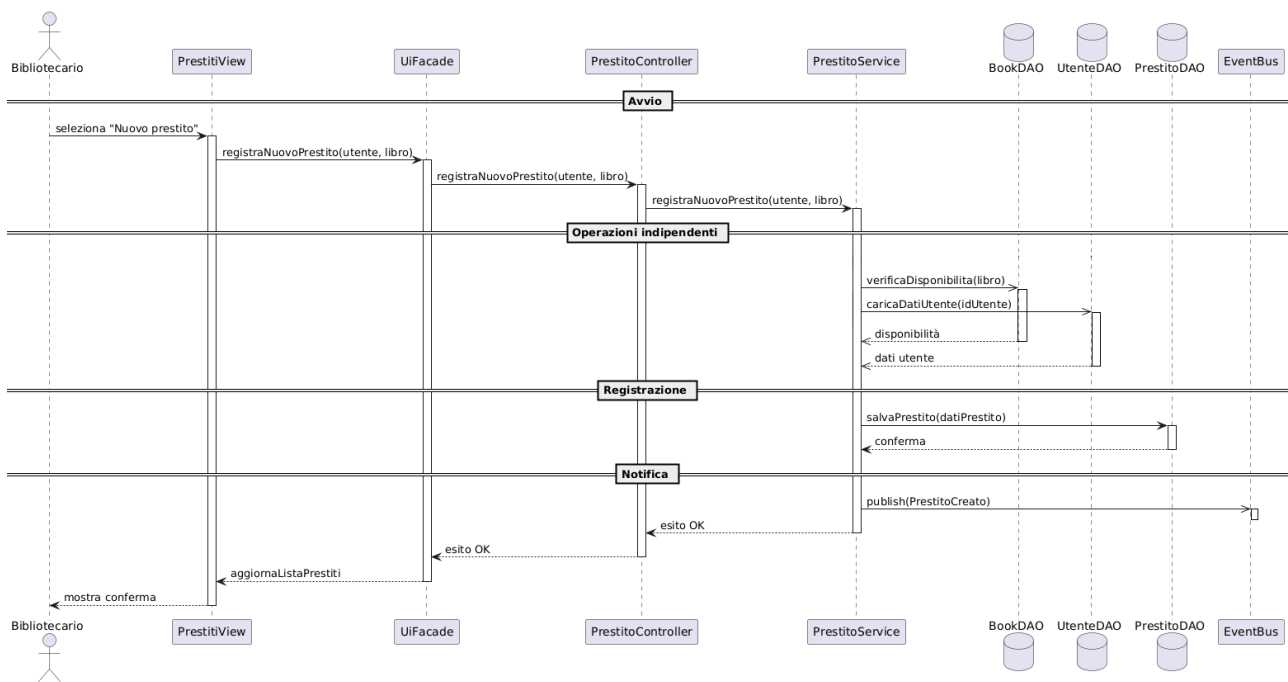 Bibliotecario
PrestitiView
UiFacade
PrestitoController
PrestitoService
BookDAO
UtenteDAO
PrestitoDAO
EventBus
Avvio
seleziona "Nuovo prestito"
registraNuovoPrestito(utente, libro)
registraNuovoPrestito(utente, libro)
registraNuovoPrestito(utente, libro)
Operazioni indipendenti
verificaDisponibilita(libro)
caricaDatiUtente(idUtente)
disponibilità
dati utente
Registrazione
salvaPrestito(datiPrestito)
conferma
Notifica
publish(PrestitoCreato)
esito OK
esito OK
aggiornaListaPrestiti
mostra conferma
Bibliotecario
PrestitiView
UiFacade
PrestitoController
PrestitoService
BookDAO
UtenteDAO
PrestitoDAO
EventBus